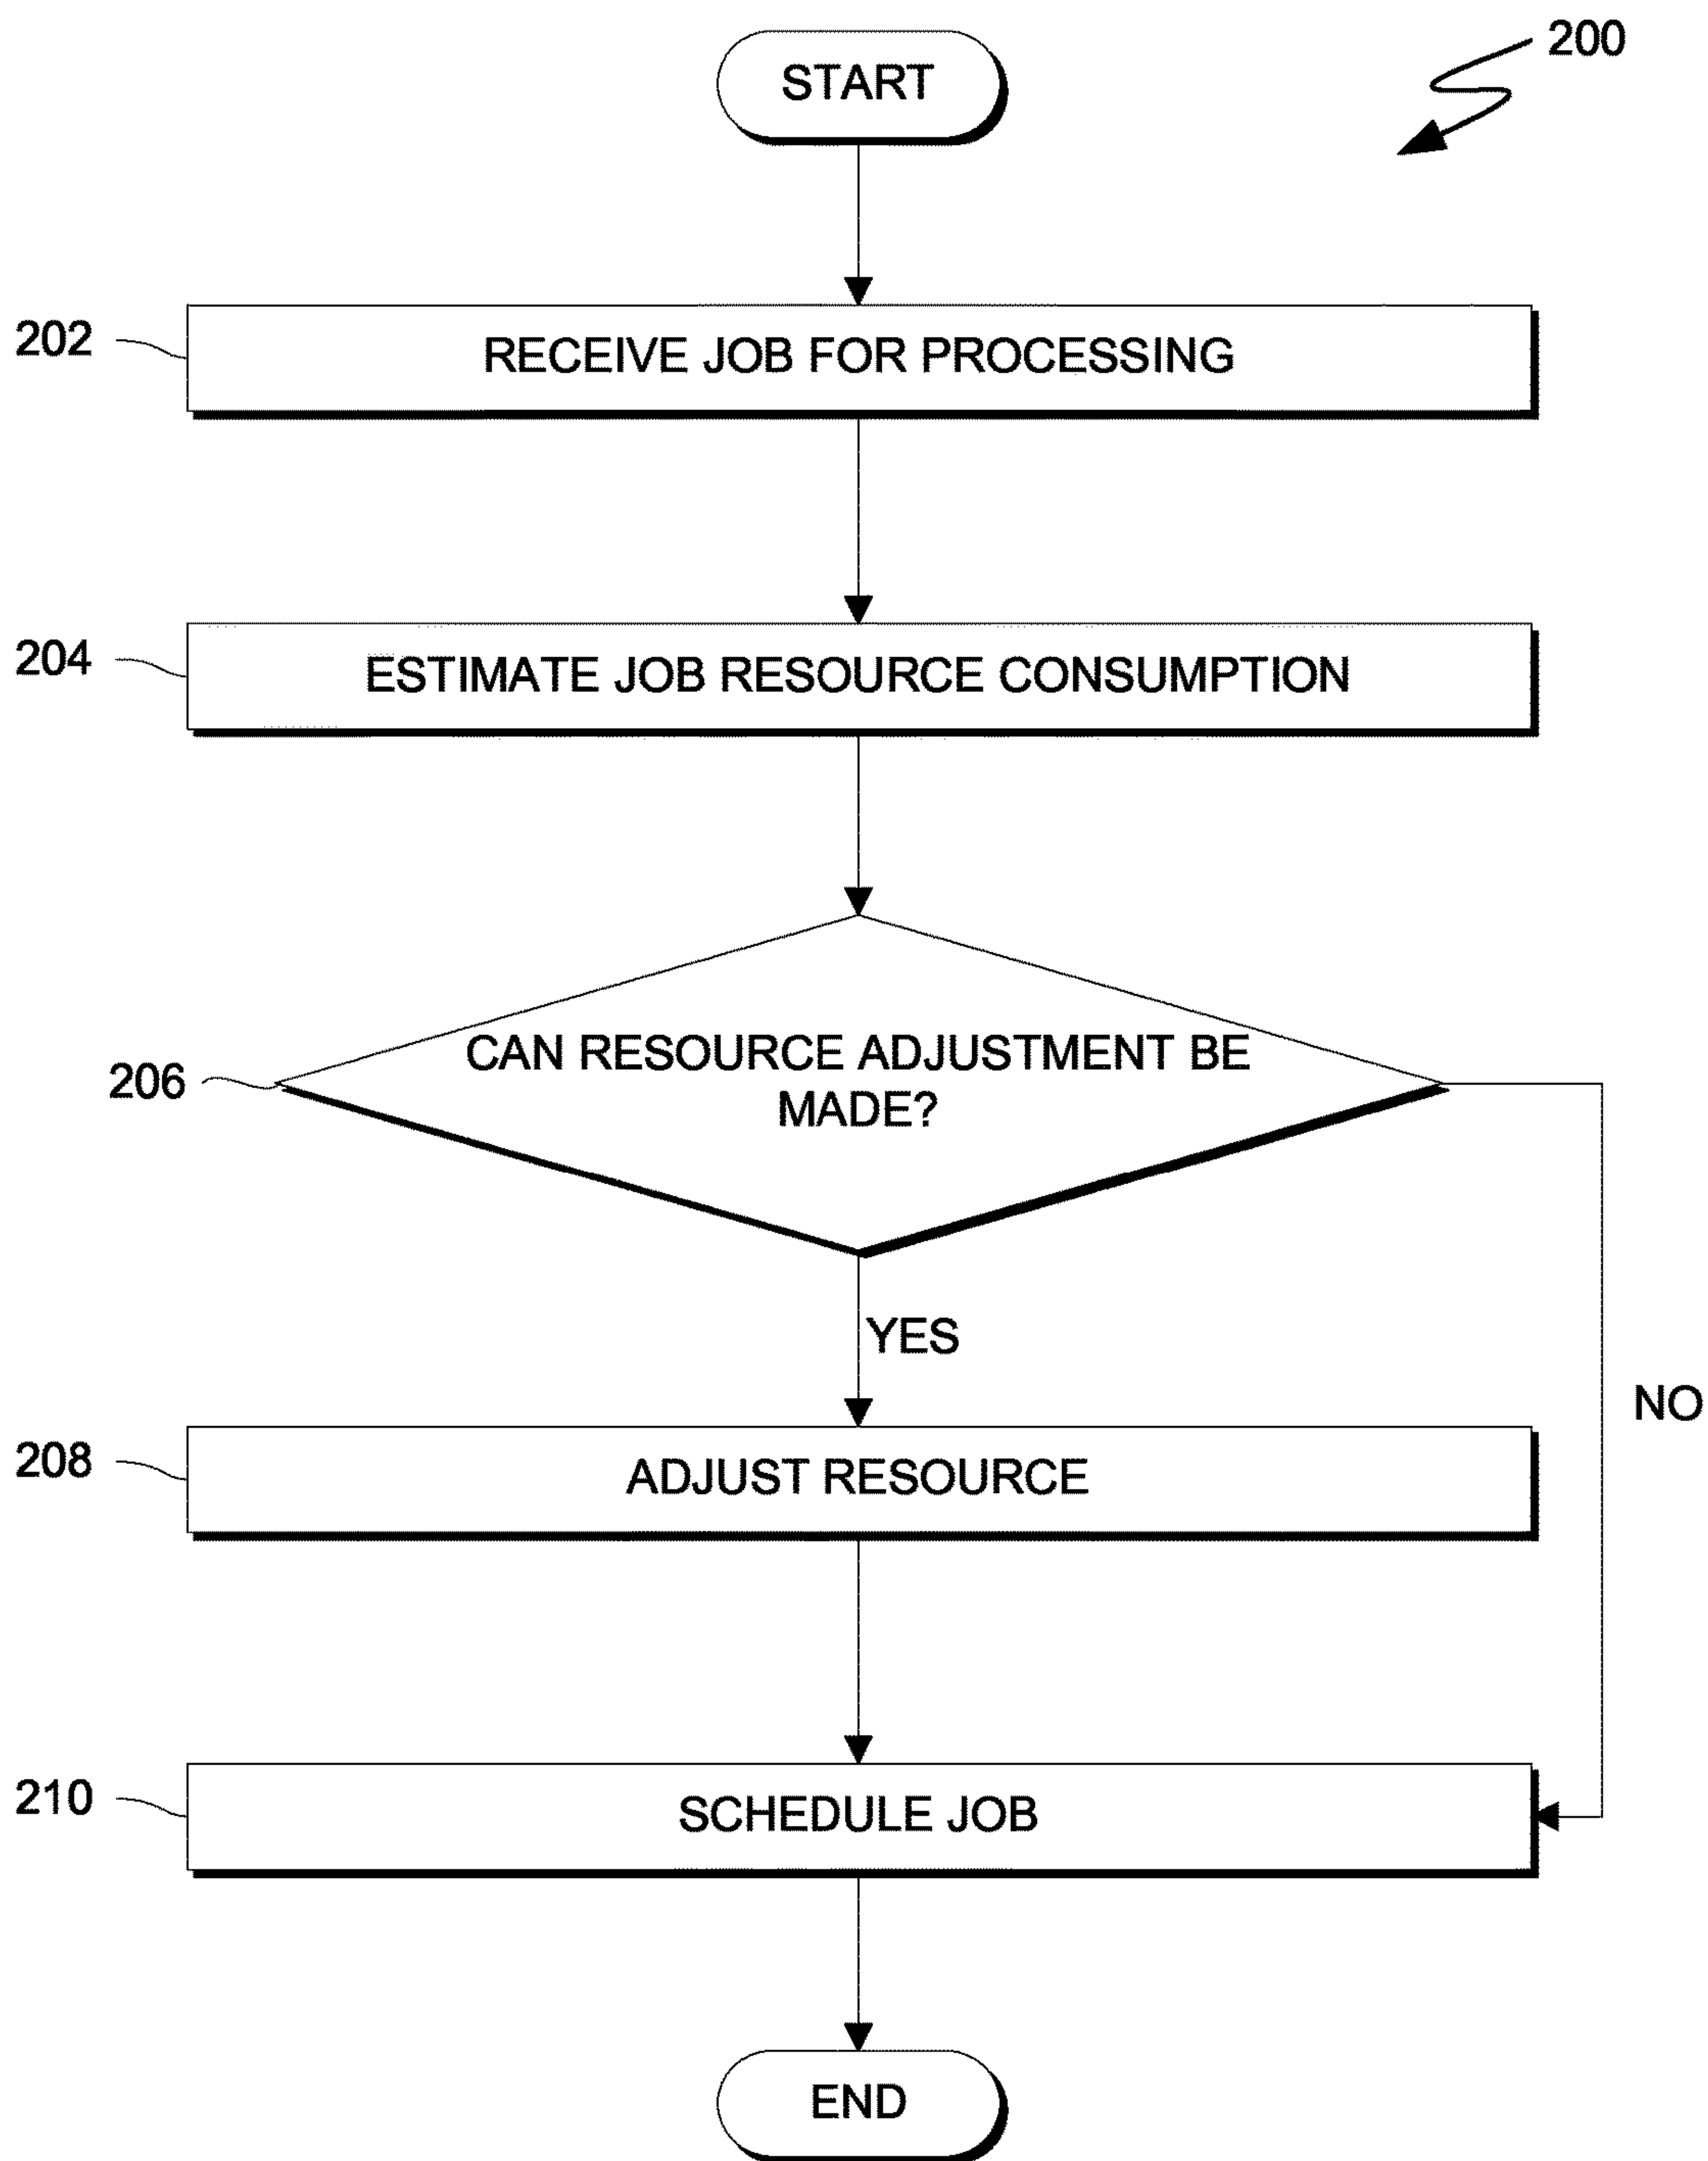 START
200
202
RECEIVE JOB FOR PROCESSING
204
ESTIMATE JOB RESOURCE CONSUMPTION
206
CAN RESOURCE ADJUSTMENT BE
MADE?
YES
NO
208
ADJUST RESOURCE
210
SCHEDULE JOB
END